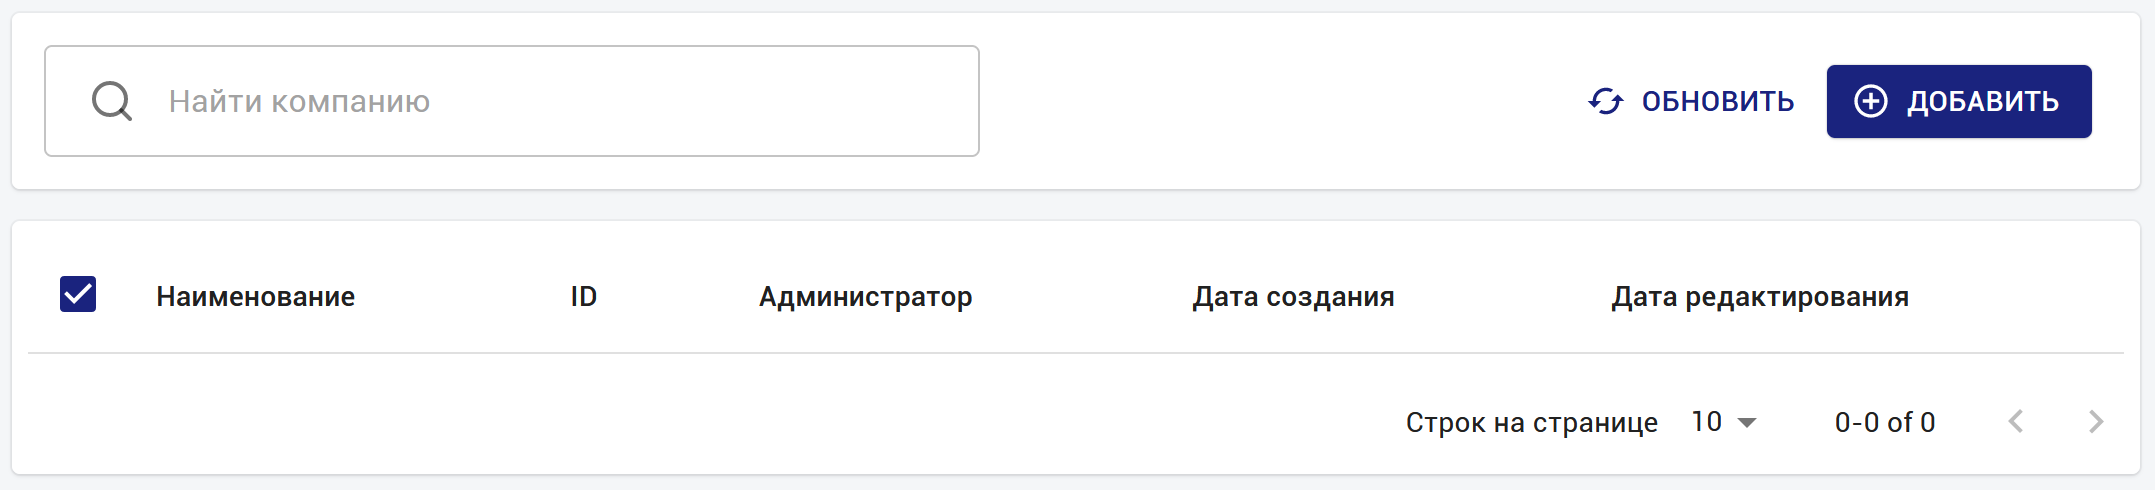 Найти компанию
ОБНОВИТЬ
ДОБАВИТЬ
Наименование ID Администратор Дата создания Дата редактирования
Строк на странице 10 0-0 of 0